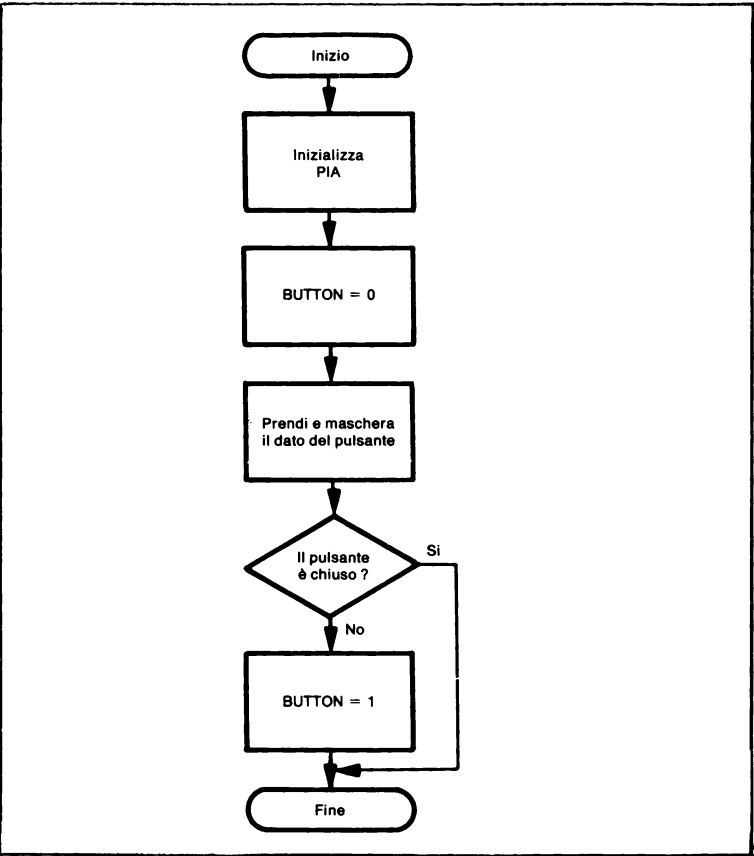 Inizio
Inizializza
PIA
BUTTON = 0
Prendi e maschera
il dato del pulsante
Il pulsante
è chiuso ?
Si
No
BUTTON = 1
Fine